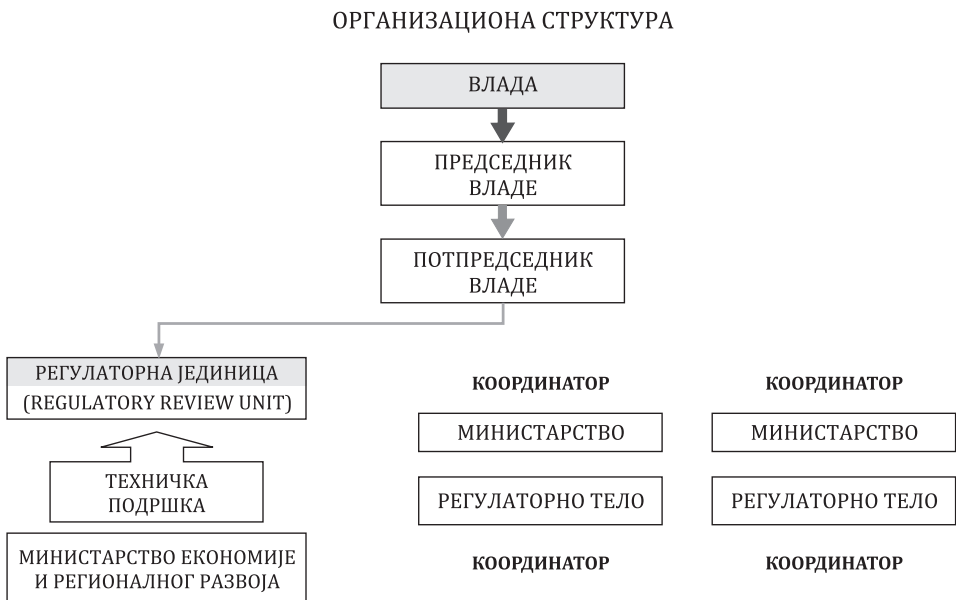 ОРГАНИЗАЦИОНА СТРУКТУРА
ВЛАДА
ПРЕДСЕДНИК
ВЛАДЕ
ПОТПРЕДСЕДНИК
ВЛАДЕ
РЕГУЛАТОРНА ЈЕДИНИЦА
(REGULATORY REVIEW UNIT)
ТЕХНИЧКА
ПОДРШКА
МИНИСТАРСТВО ЕКОНОМИЈЕ
И РЕГИОНАЛНОГ РАЗВОЈА
КООРДИНАТОР
МИНИСТАРСТВО
РЕГУЛАТОРНО ТЕЛО
КООРДИНАТОР
КООРДИНАТОР
МИНИСТАРСТВО
РЕГУЛАТОРНО ТЕЛО
КООРДИНАТОР